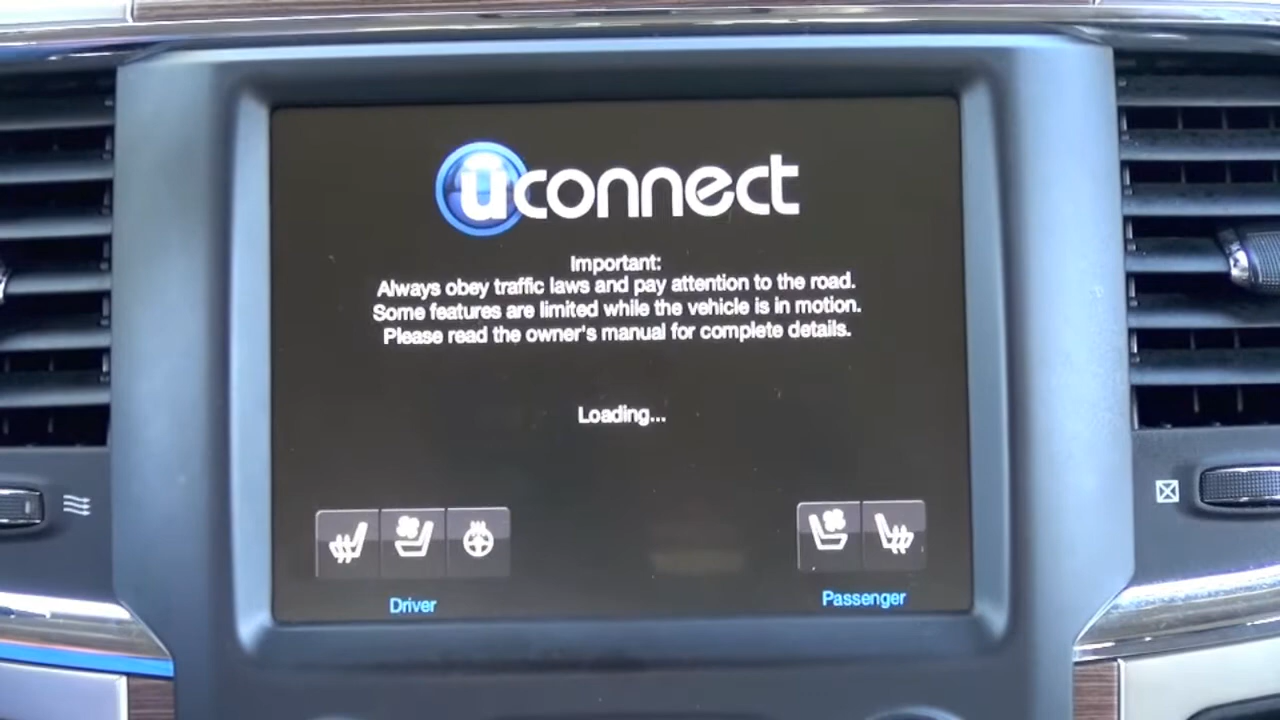 uconnect
Important:
Always obey traffic laws and pay attention to the road.
Some features are limited while the vehicle is in motion.
Please read the owner's manual for complete details.
Loading...
Driver
Passenger